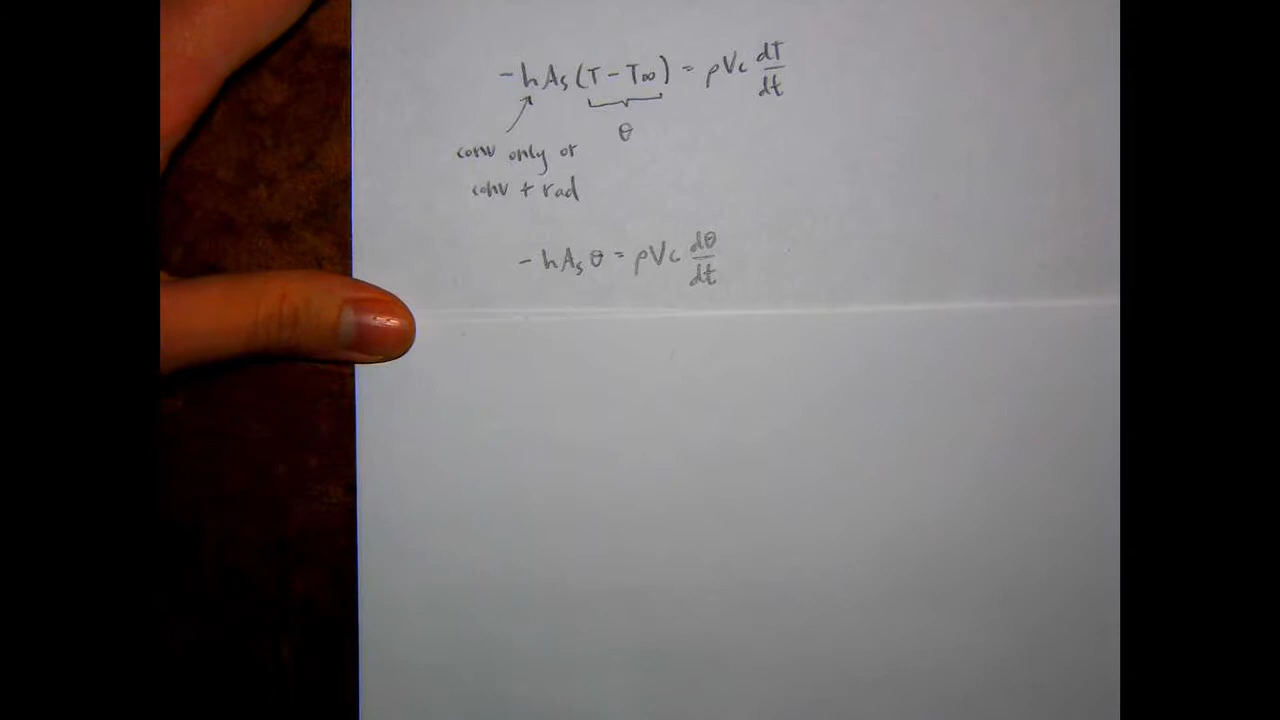 -hAs(T-T∞) = ρVc dT/dt
θ
conv only or
conv + rad
-hAsθ = ρVc dθ/dt